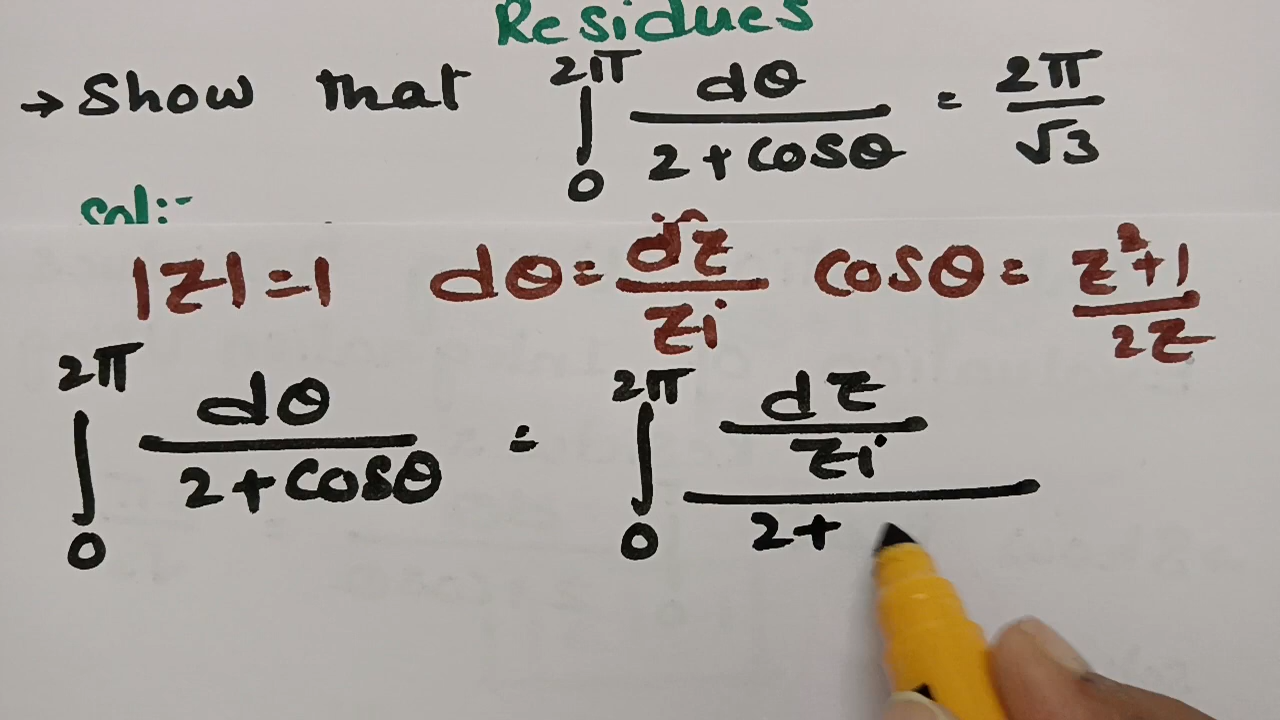 Residues
→ Show that ∫₀^2π dθ/(2+cosθ) = 2π/√3
Sol:-
|z|=1 dθ=dz/zi cosθ=(z²+1)/2z
∫₀^2π dθ/(2+cosθ) = ∫₀^2π (dz/zi)/(2+